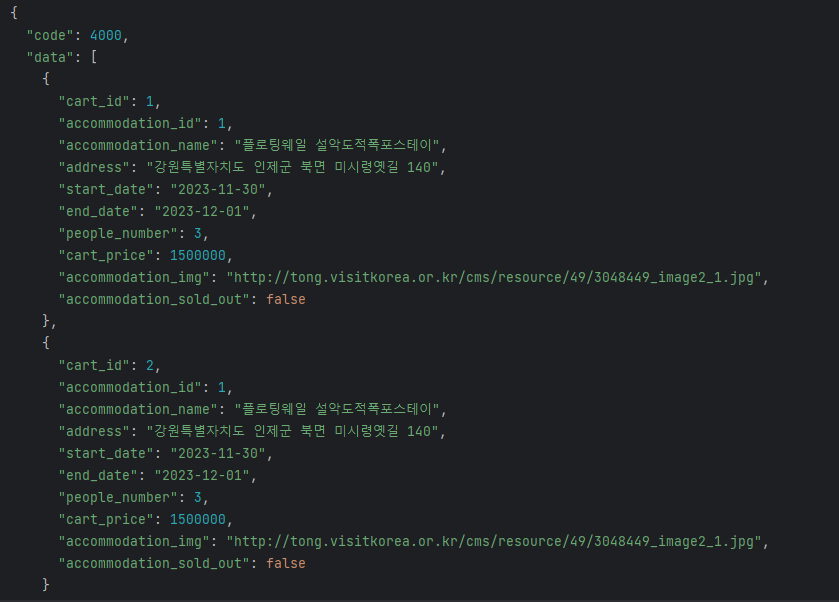 {
"code": 4000,
"data": [
{
"cart_id": 1,
"accommodation_id": 1,
"accommodation_name": "플로팅웨일 설악도적폭포스테이",
"address": "강원특별자치도 인제군 북면 미시령옛길 140",
"start_date": "2023-11-30",
"end_date": "2023-12-01",
"people_number": 3,
"cart_price": 1500000,
"accommodation_img": "http://tong.visitkorea.or.kr/cms/resource/49/3048449_image2_1.jpg",
"accommodation_sold_out": false
},
{
"cart_id": 2,
"accommodation_id": 1,
"accommodation_name": "플로팅웨일 설악도적폭포스테이",
"address": "강원특별자치도 인제군 북면 미시령옛길 140",
"start_date": "2023-11-30",
"end_date": "2023-12-01",
"people_number": 3,
"cart_price": 1500000,
"accommodation_img": "http://tong.visitkorea.or.kr/cms/resource/49/3048449_image2_1.jpg",
"accommodation_sold_out": false
}